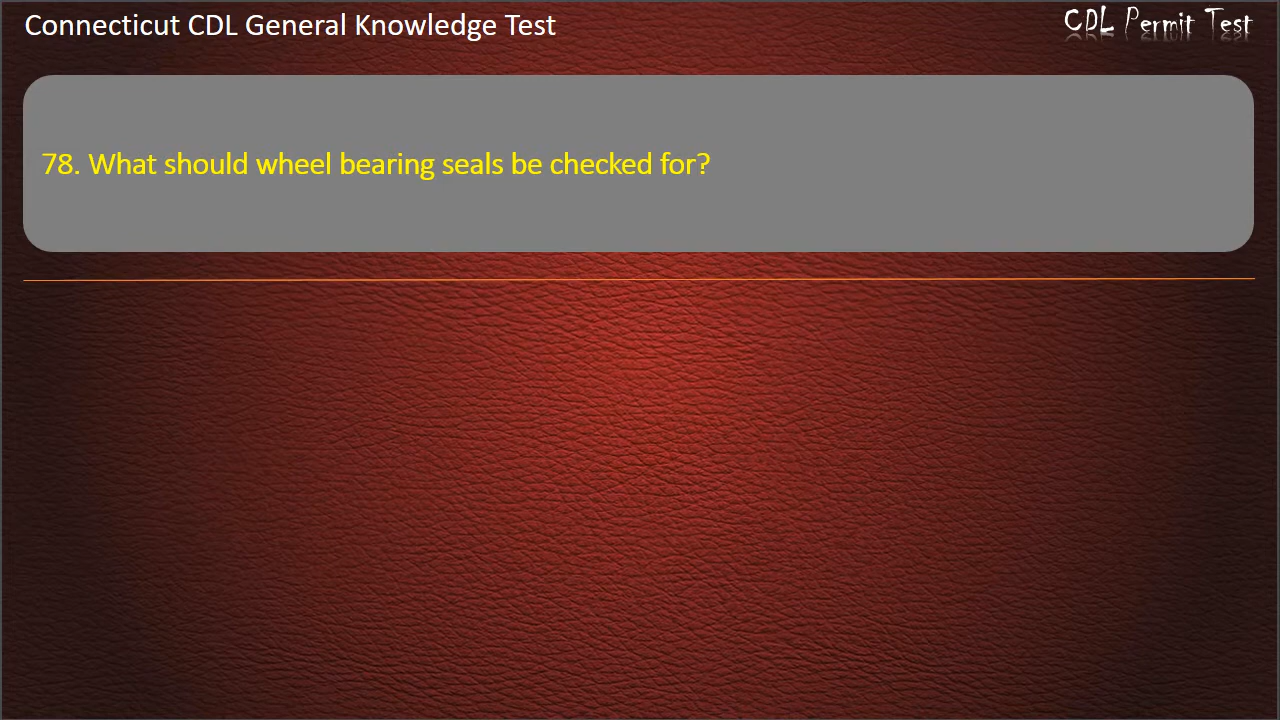 Connecticut CDL General Knowledge Test
CDL Permit Test
78. What should wheel bearing seals be checked for?